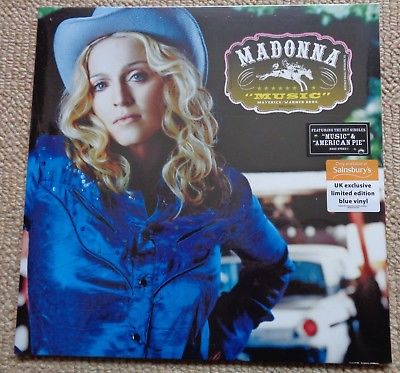 MADONNA
"MUSIC"
MAVERICK/WARNER BROS.
FEATURING THE HIT SINGLES
"MUSIC" &
"AMERICAN PIE"
Only available at
Sainsbury's
UK exclusive
limited edition
blue vinyl